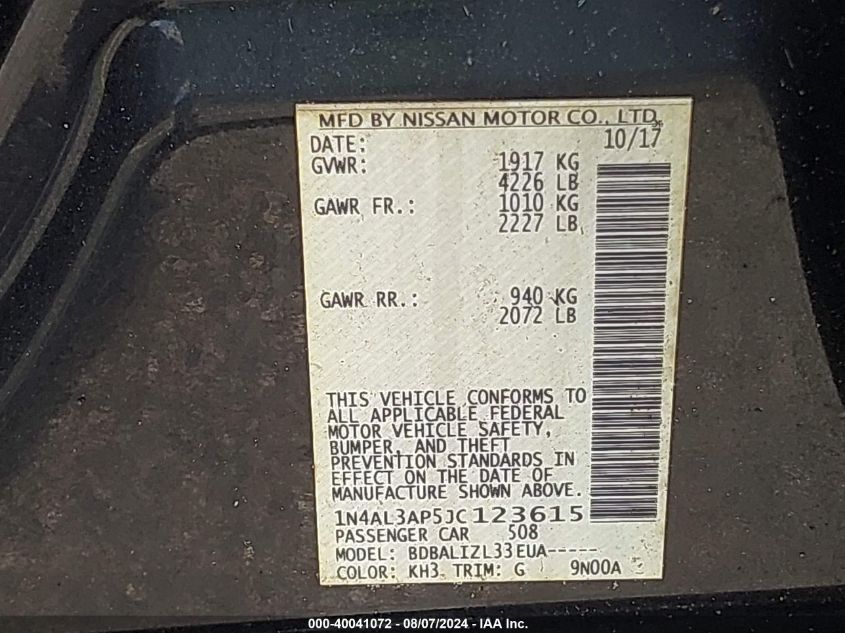 MFD BY NISSAN MOTOR CO., LTD.
DATE: 10/17
GVWR: 1917 KG
4226 LB
GAWR FR.: 1010 KG
2227 LB
GAWR RR.: 940 KG
2072 LB
THIS VEHICLE CONFORMS TO
ALL APPLICABLE FEDERAL
MOTOR VEHICLE SAFETY,
BUMPER, AND THEFT
PREVENTION STANDARDS IN
EFFECT ON THE DATE OF
MANUFACTURE SHOWN ABOVE.
1N4AL3AP5JC123615
PASSENGER CAR 508
MODEL: BDBALIZL33EUA-----
COLOR: KH3 TRIM: G 9N00A
000-40041072 - 08/07/2024 - IAA Inc.